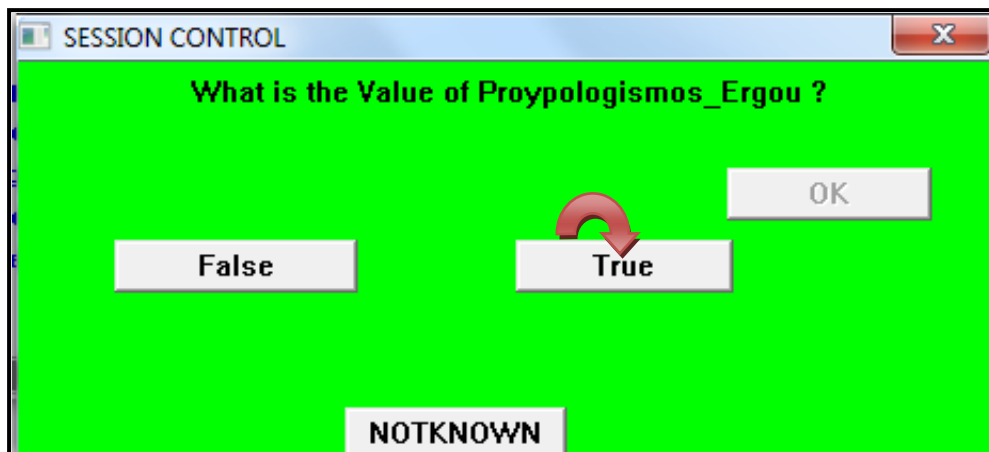 SESSION CONTROL
What is the Value of Proypologismos_Ergou ?
OK
False
True
NOTKNOWN